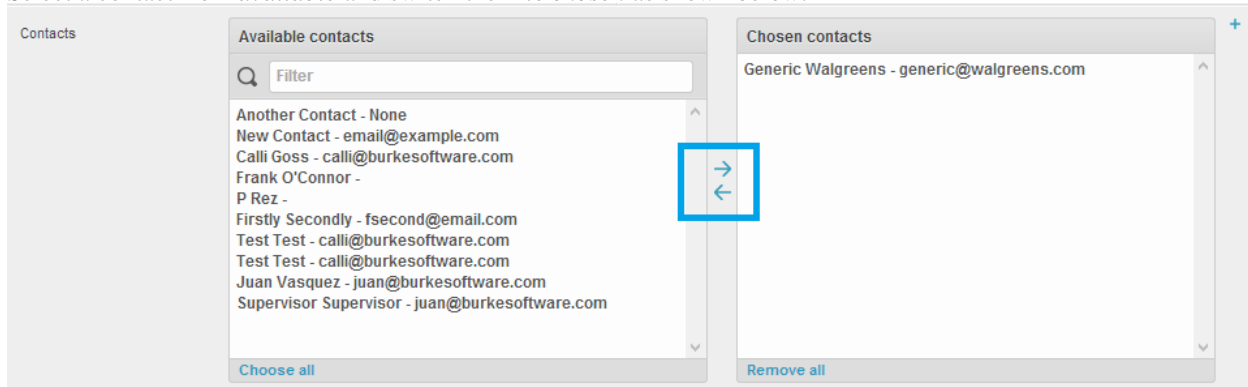 Contacts
Available contacts
Filter
Another Contact - None
New Contact - email@example.com
Calli Goss - calli@burkesoftware.com
Frank O'Connor -
P Rez -
Firstly Secondly - fsecond@email.com
Test Test - calli@burkesoftware.com
Test Test - calli@burkesoftware.com
Juan Vasquez - juan@burkesoftware.com
Supervisor Supervisor - juan@burkesoftware.com
Choose all
Chosen contacts
Generic Walgreens - generic@walgreens.com
Remove all